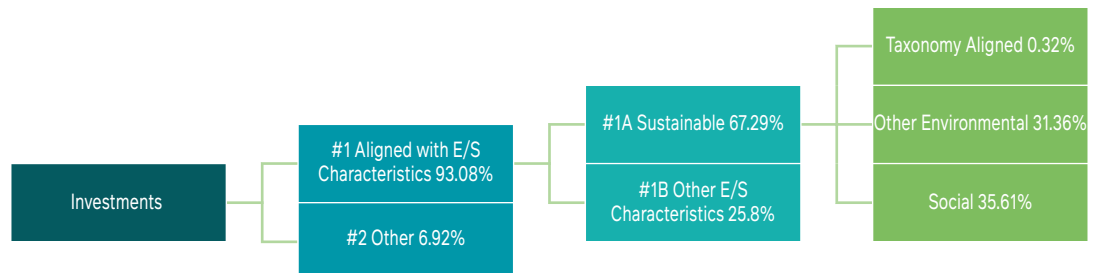 Investments
#1 Aligned with E/S
Characteristics 93.08%
#2 Other 6.92%
#1A Sustainable 67.29%
#1B Other E/S
Characteristics 25.8%
Taxonomy Aligned 0.32%
Other Environmental 31.36%
Social 35.61%